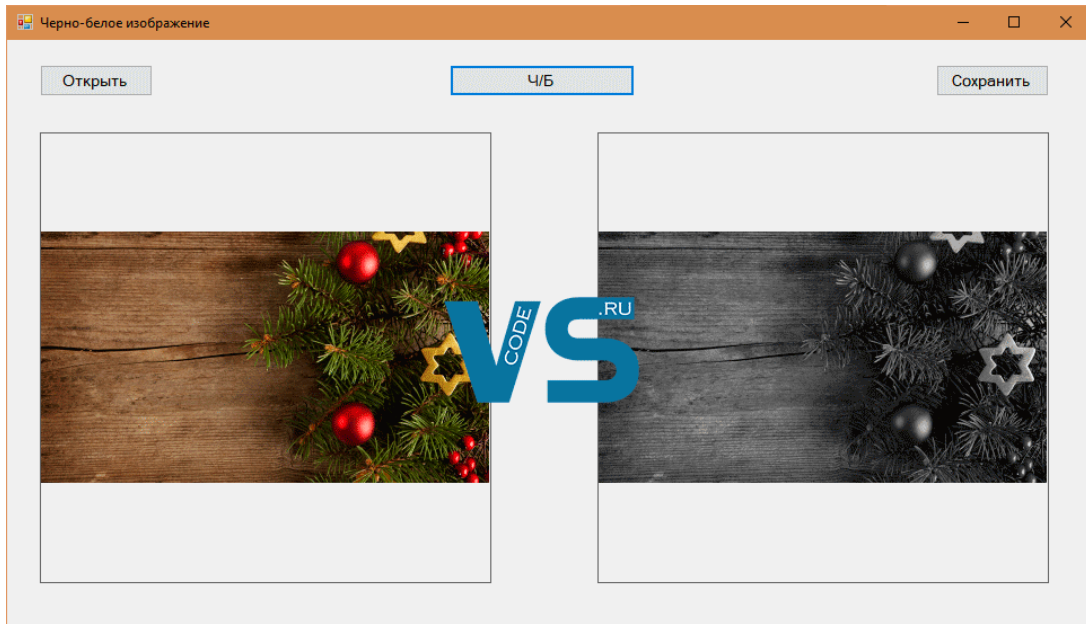 Черно-белое изображение
Открыть
Ч/Б
Сохранить
VS
CODE
.RU